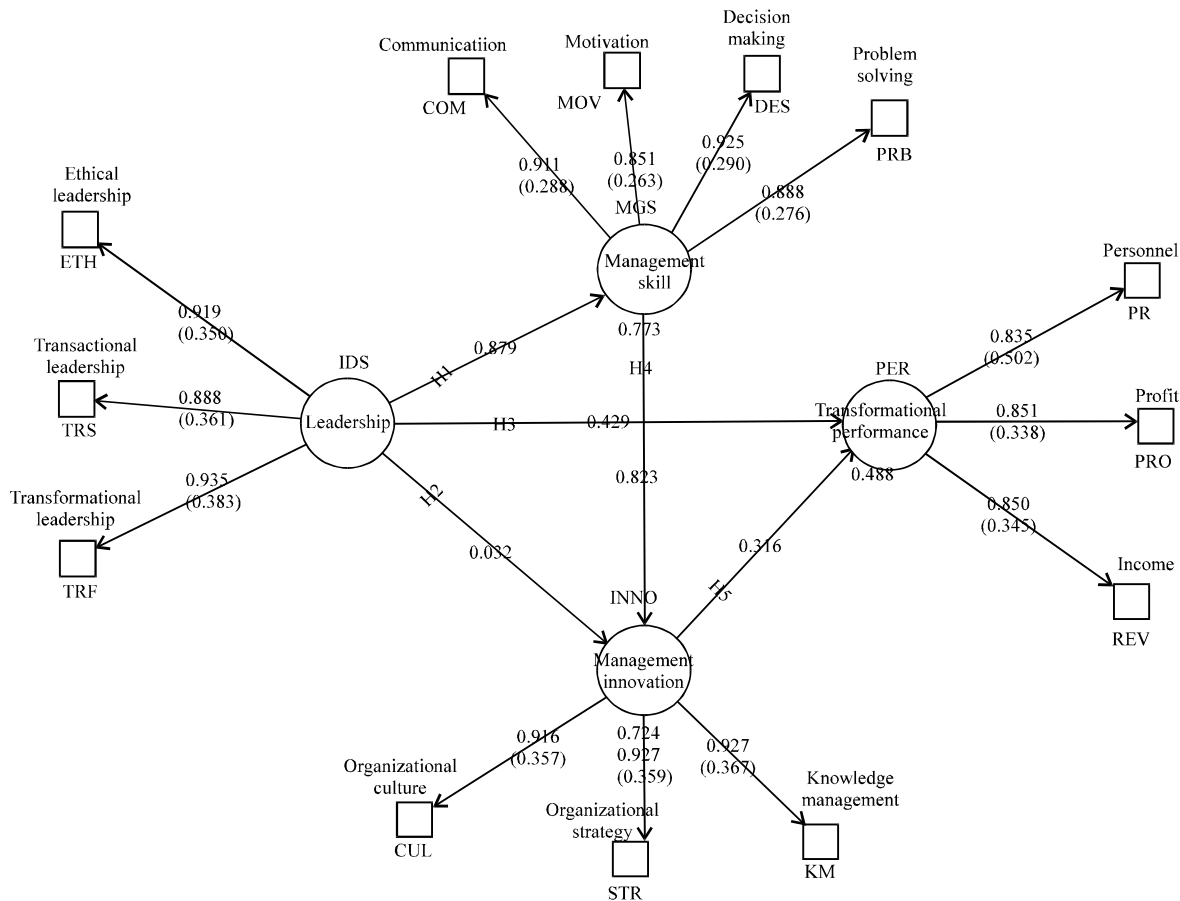 Decision
making
Communicatiion
Motivation
Problem
solving
COM
MOV
DES
PRB
0.911
(0.288)
0.851
(0.263)
0.925
(0.290)
0.888
(0.276)
MGS
Management
skill
0.773
Ethical
leadership
ETH
0.919
(0.350)
Transactional
leadership
TRS
0.888
(0.361)
Transformational
leadership
TRF
0.935
(0.383)
IDS
Leadership
H1
0.879
H4
0.823
H3
0.429
H2
0.032
PER
Transformational
performance
0.488
Personnel
PR
0.835
(0.502)
Profit
PRO
0.851
(0.338)
Income
REV
0.850
(0.345)
0.316
H5
INNO
Management
innovation
0.724
0.916
(0.357)
0.927
(0.359)
0.927
(0.367)
Organizational
culture
CUL
Organizational
strategy
STR
Knowledge
management
KM